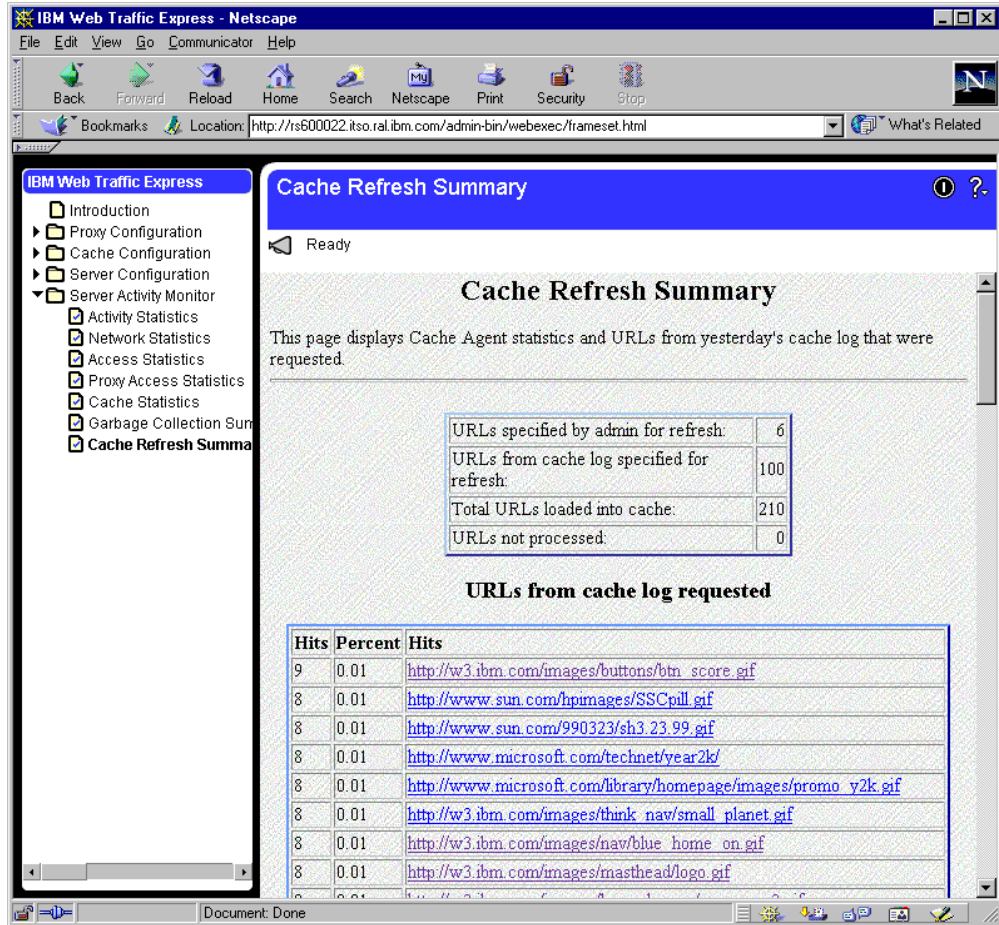 IBM Web Traffic Express - Netscape
File Edit View Go Communicator Help
Back Forward Reload Home Search Netscape Print Security Stop
My
N
Bookmarks Location: http://rs600022.itso.ral.ibm.com/admin-bin/webexec/frameset.html What's Related
IBM Web Traffic Express
Introduction
Proxy Configuration
Cache Configuration
Server Configuration
Server Activity Monitor
Activity Statistics
Network Statistics
Access Statistics
Proxy Access Statistics
Cache Statistics
Garbage Collection Sum
Cache Refresh Summa
Cache Refresh Summary
Ready
Cache Refresh Summary
This page displays Cache Agent statistics and URLs from yesterday's cache log that were
requested.
URLs specified by admin for refresh: 6
URLs from cache log specified for
refresh: 100
Total URLs loaded into cache: 210
URLs not processed: 0
URLs from cache log requested
Hits Percent Hits
9 0.01 http://w3.ibm.com/images/buttons/btn_score.gif
8 0.01 http://www.sun.com/hpimages/SSCpill.gif
8 0.01 http://www.sun.com/990323/sh3.23.99.gif
8 0.01 http://www.microsoft.com/technet/year2k/
8 0.01 http://www.microsoft.com/library/homepage/images/promo_y2k.gif
8 0.01 http://w3.ibm.com/images/think_nav/small_planet.gif
8 0.01 http://w3.ibm.com/images/nav/blue_home_on.gif
8 0.01 http://w3.ibm.com/images/masthead/logo.gif
Document: Done